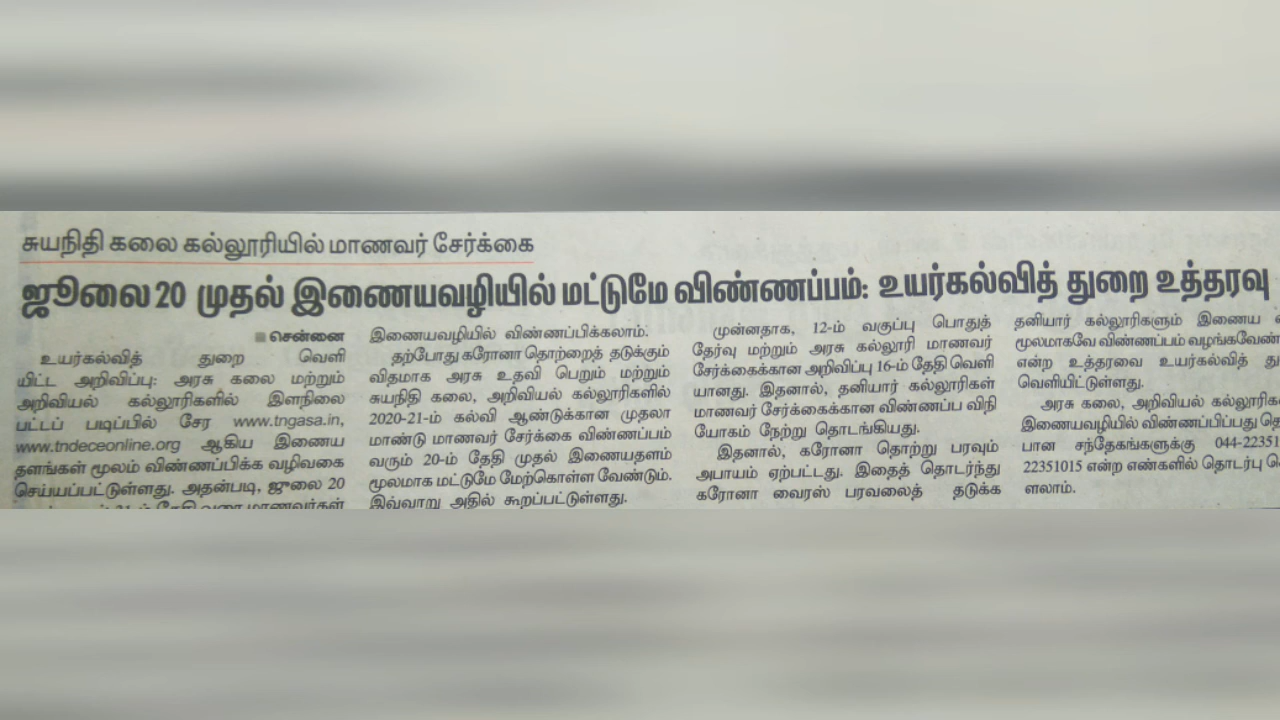 சுயநிதி கலை கல்லூரியில் மாணவர் சேர்க்கை
ஜூலை 20 முதல் இணையவழியில் மட்டுமே விண்ணப்பம்: உயர்கல்வித் துறை உத்தரவு
■ சென்னை
உயர்கல்வித் துறை வெளி
யிட்ட அறிவிப்பு: அரசு கலை மற்றும்
அறிவியல் கல்லூரிகளில் இளநிலை
பட்டப் படிப்பில் சேர www.tngasa.in,
www.tndeceonline.org ஆகிய இணைய
தளங்கள் மூலம் விண்ணப்பிக்க வழிவகை
செய்யப்பட்டுள்ளது. அதன்படி, ஜுலை 20
தேதி வரை மாணவர்கள்
இணையவழியில் விண்ணப்பிக்கலாம்.
தற்போது கரோனா தொற்றைத் தடுக்கும்
விதமாக அரசு உதவி பெறும் மற்றும்
சுயநிதி கலை, அறிவியல் கல்லூரிகளில்
2020-21-ம் கல்வி ஆண்டுக்கான முதலா
மாண்டு மாணவர் சேர்க்கை விண்ணப்பம்
வரும் 20-ம் தேதி முதல் இணையதளம்
மூலமாக மட்டுமே மேற்கொள்ள வேண்டும்.
இவ்வாறு அதில் கூறப்பட்டுள்ளது.
முன்னதாக, 12-ம் வகுப்பு பொதுத்
தேர்வு மற்றும் அரசு கல்லூரி மாணவர்
சேர்க்கைக்கான அறிவிப்பு 16-ம் தேதி வெளி
யானது. இதனால், தனியார் கல்லூரிகள்
மாணவர் சேர்க்கைக்கான விண்ணப்ப விநி
யோகம் நேற்று தொடங்கியது.
இதனால், கரோனா தொற்று பரவும்
அபாயம் ஏற்பட்டது. இதைத் தொடர்ந்து
கரோனா வைரஸ் பரவலைத் தடுக்க
தனியார் கல்லூரிகளும் இணைய
மூலமாகவே விண்ணப்பம் வழங்கவேண்
என்ற உத்தரவை உயர்கல்வித்
வெளியிட்டுள்ளது.
அரசு கலை, அறிவியல் கல்லூரிக
இணையவழியில் விண்ணப்பிப்பது
பான சந்தேகங்களுக்கு 044-22351
22351015 என்ற எண்களில் தொடர்பு
ளலாம்.